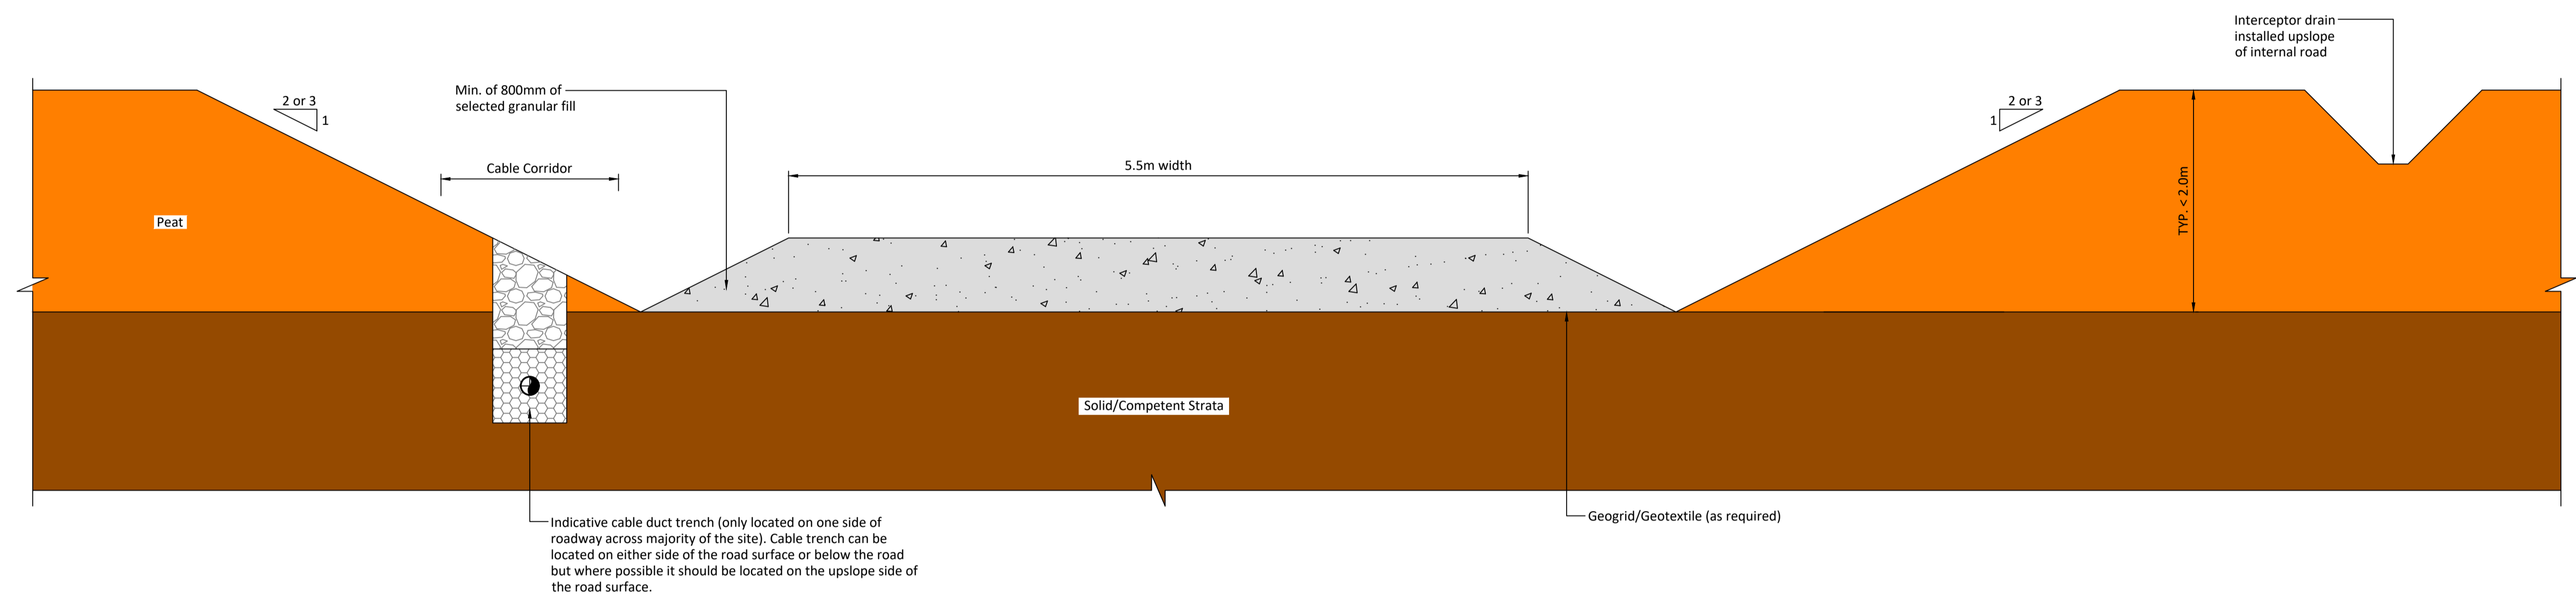 Interceptor drain
installed upslope
of internal road
Min. of 800mm of
selected granular fill
2 or 3
1
2 or 3
1
Cable Corridor
5.5m width
TYP. < 2.0m
Peat
Solid/Competent Strata
Geogrid/Geotextile (as required)
Indicative cable duct trench (only located on one side of
roadway across majority of the site). Cable trench can be
located on either side of the road surface or below the road
but where possible it should be located on the upslope side of
the road surface.